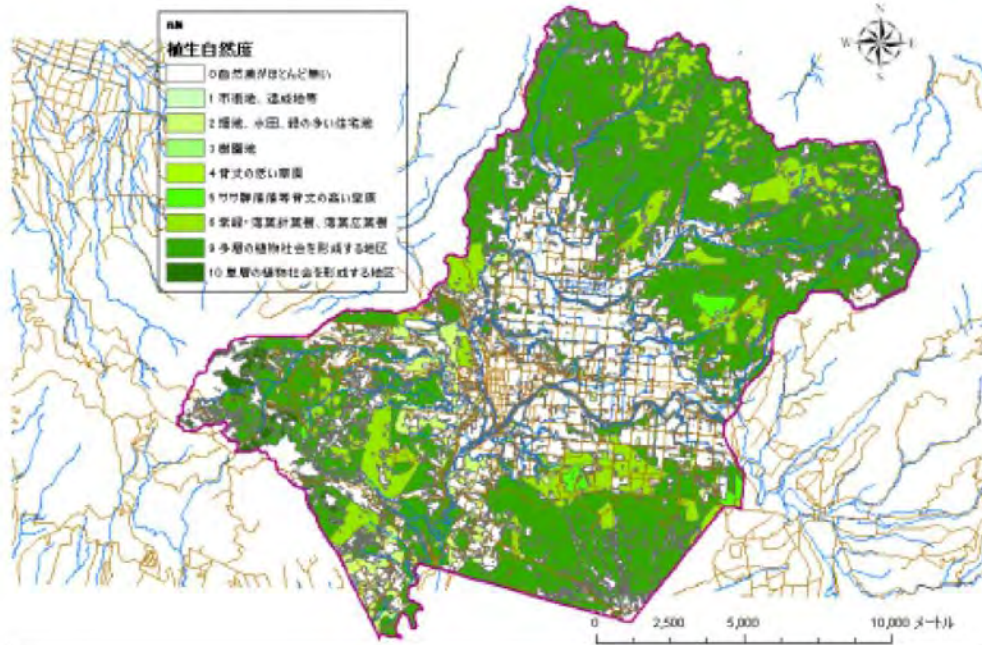 凡例
植生自然度
0 自然度がほとんど無い
1 市街地、造成地等
2 畑地、水田、緑の多い住宅地
3 樹園地
4 背丈の低い草原
5 ササ群落等背丈の高い草原
6 常緑・落葉針葉樹、落葉広葉樹
9 多層の植物社会を形成する地区
10 単層の植物社会を形成する地区
N
W
E
S
0 2,500 5,000 10,000 メートル